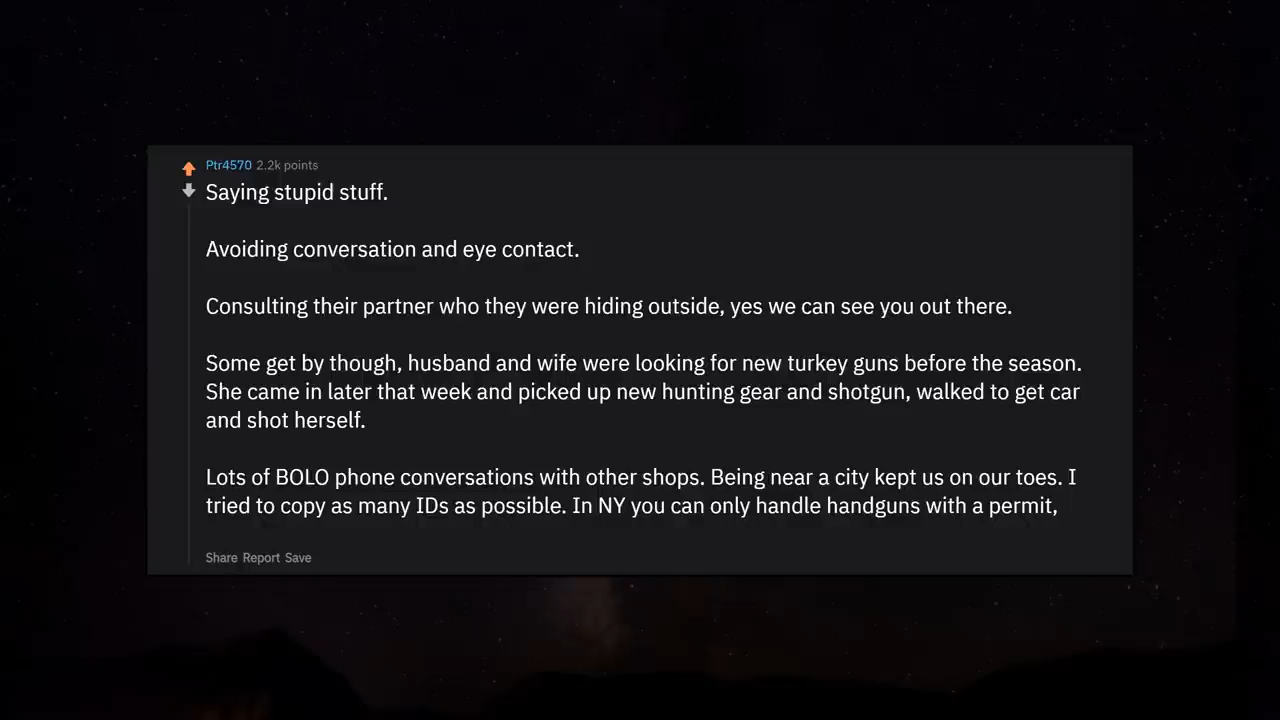 Ptr4570 2.2k points
Saying stupid stuff.
Avoiding conversation and eye contact.
Consulting their partner who they were hiding outside, yes we can see you out there.
Some get by though, husband and wife were looking for new turkey guns before the season.
She came in later that week and picked up new hunting gear and shotgun, walked to get car
and shot herself.
Lots of BOLO phone conversations with other shops. Being near a city kept us on our toes. I
tried to copy as many IDs as possible. In NY you can only handle handguns with a permit,
Share Report Save